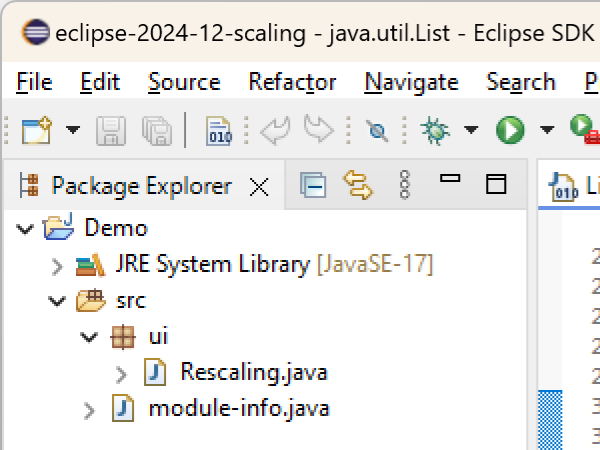 eclipse-2024-12-scaling - java.util.List - Eclipse SDK
File Edit Source Refactor Navigate Search P
010
Package Explorer
010 Li
Demo
JRE System Library [JavaSE-17]
src
ui
Rescaling.java
module-info.java
2
2
2
2
2
3
3